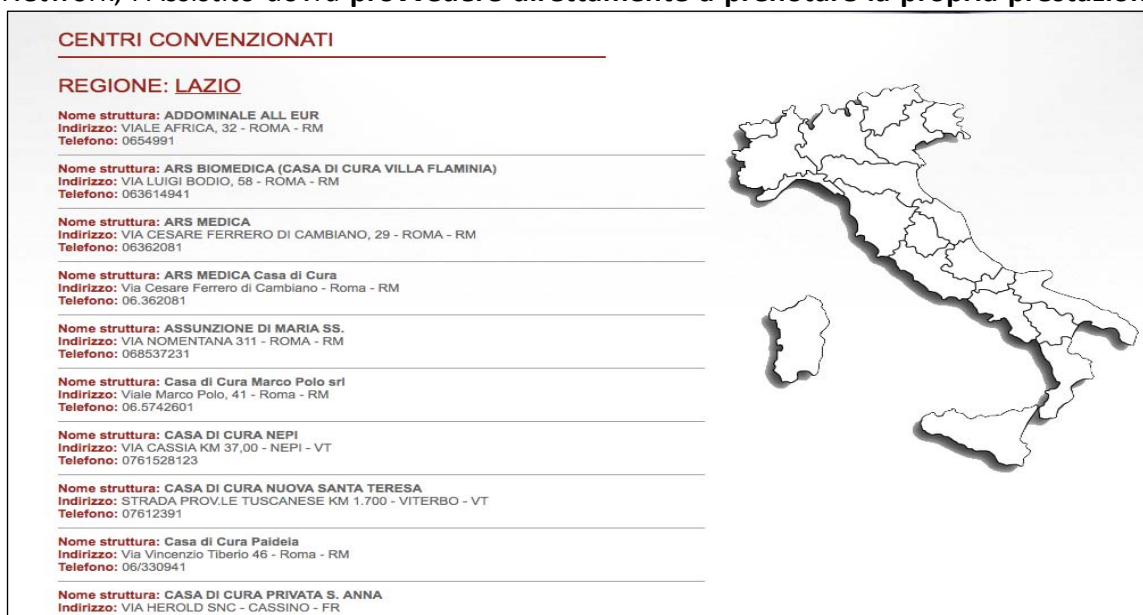 provvedere direttamente a prenotare la propria
CENTRI CONVENZIONATI
REGIONE: LAZIO
Nome struttura: ADDOMINALE ALL EUR
Indirizzo: VIALE AFRICA, 32 - ROMA - RM
Telefono: 0654991
Nome struttura: ARS BIOMEDICA (CASA DI CURA VILLA FLAMINIA)
Indirizzo: VIA LUIGI BODIO, 58 - ROMA - RM
Telefono: 063614941
Nome struttura: ARS MEDICA
Indirizzo: VIA CESARE FERRERO DI CAMBIANO, 29 - ROMA - RM
Telefono: 06362081
Nome struttura: ARS MEDICA Casa di Cura
Indirizzo: Via Cesare Ferrero di Cambiano - Roma - RM
Telefono: 06.362081
Nome struttura: ASSUNZIONE DI MARIA SS.
Indirizzo: VIA NOMENTANA 311 - ROMA - RM
Telefono: 068537231
Nome struttura: Casa di Cura Marco Polo srl
Indirizzo: Viale Marco Polo, 41 - Roma - RM
Telefono: 06.5742601
Nome struttura: CASA DI CURA NEPI
Indirizzo: VIA CASSIA KM 37,00 - NEPI - VT
Telefono: 0761528123
Nome struttura: CASA DI CURA NUOVA SANTA TERESA
Indirizzo: STRADA PROV.LE TUSCANESE KM 1.700 - VITERBO - VT
Telefono: 07612391
Nome struttura: Casa di Cura Paideia
Indirizzo: Via Vincenzio Tiberio 46 - Roma - RM
Telefono: 06/330941
Nome struttura: CASA DI CURA PRIVATA S. ANNA
Indirizzo: VIA HEROLD SNC - CASSINO - FR